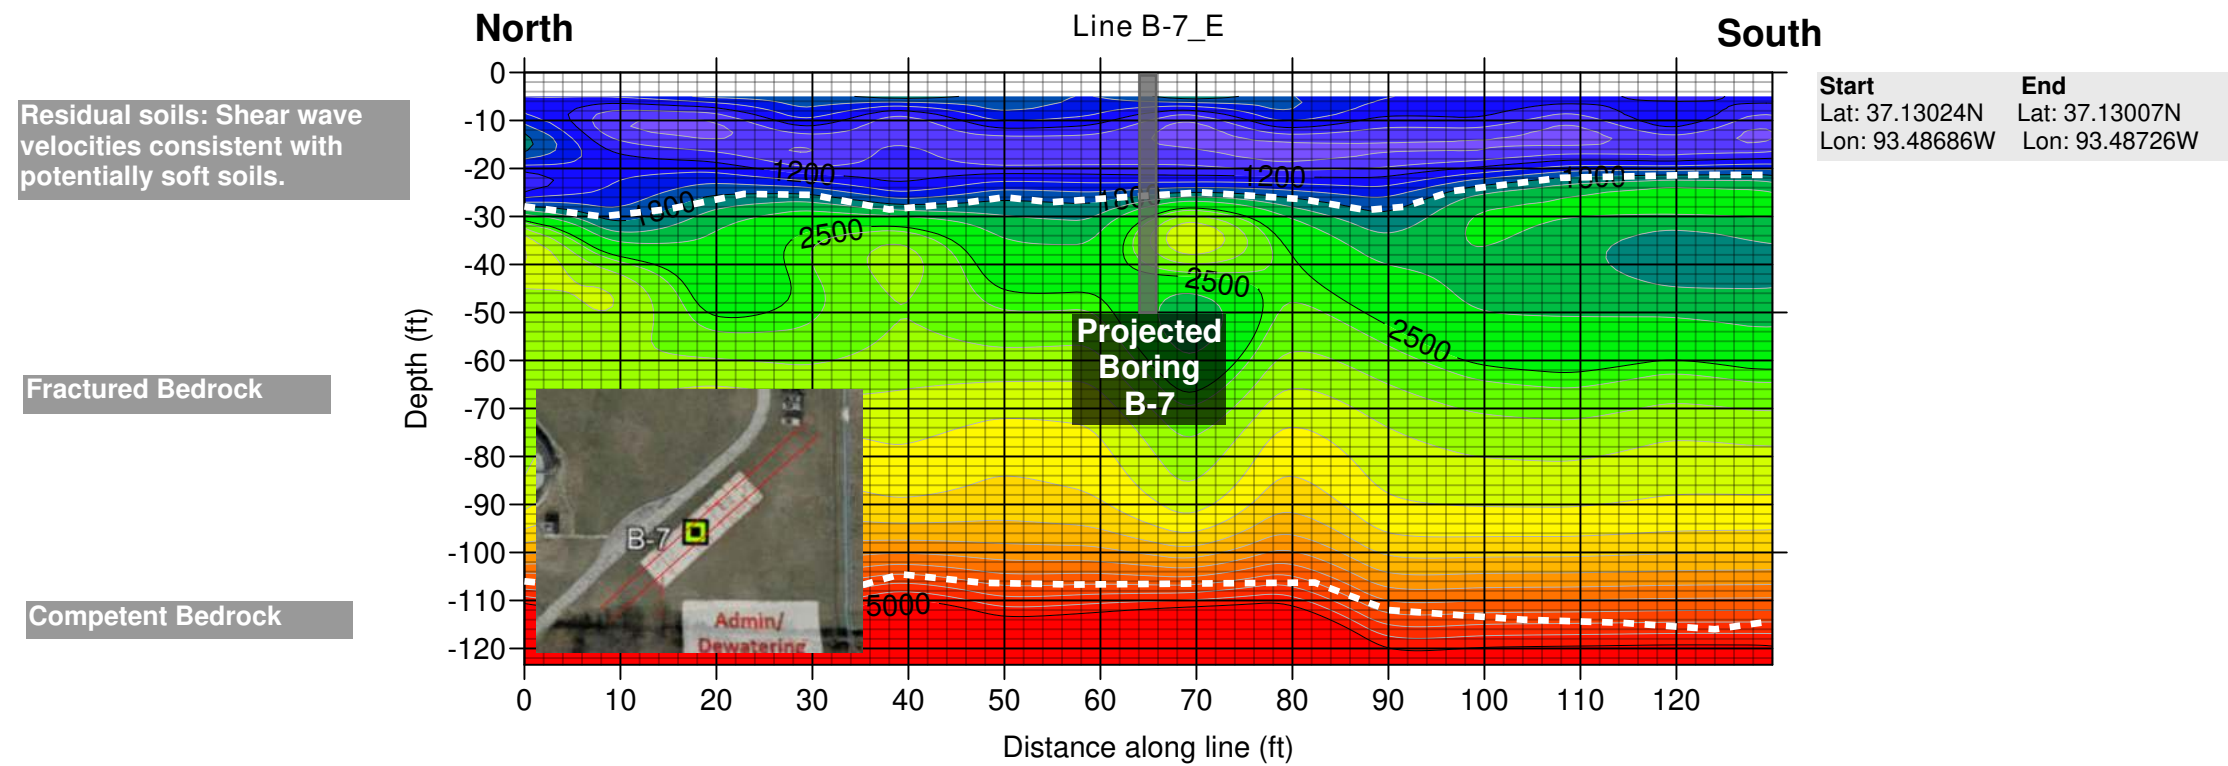 North
Line B-7_E
South
Start End
Lat: 37.13024N Lat: 37.13007N
Lon: 93.48686W Lon: 93.48726W
Residual soils: Shear wave
velocities consistent with
potentially soft soils.
Fractured Bedrock
Competent Bedrock
Depth (ft)
0
-10
-20
-30
-40
-50
-60
-70
-80
-90
-100
-110
-120
1200
1200
1000
1000
1000
2500
2500
2500
5000
Projected
Boring
B-7
B-7
Admin/
Dewatering
0 10 20 30 40 50 60 70 80 90 100 110 120
Distance along line (ft)